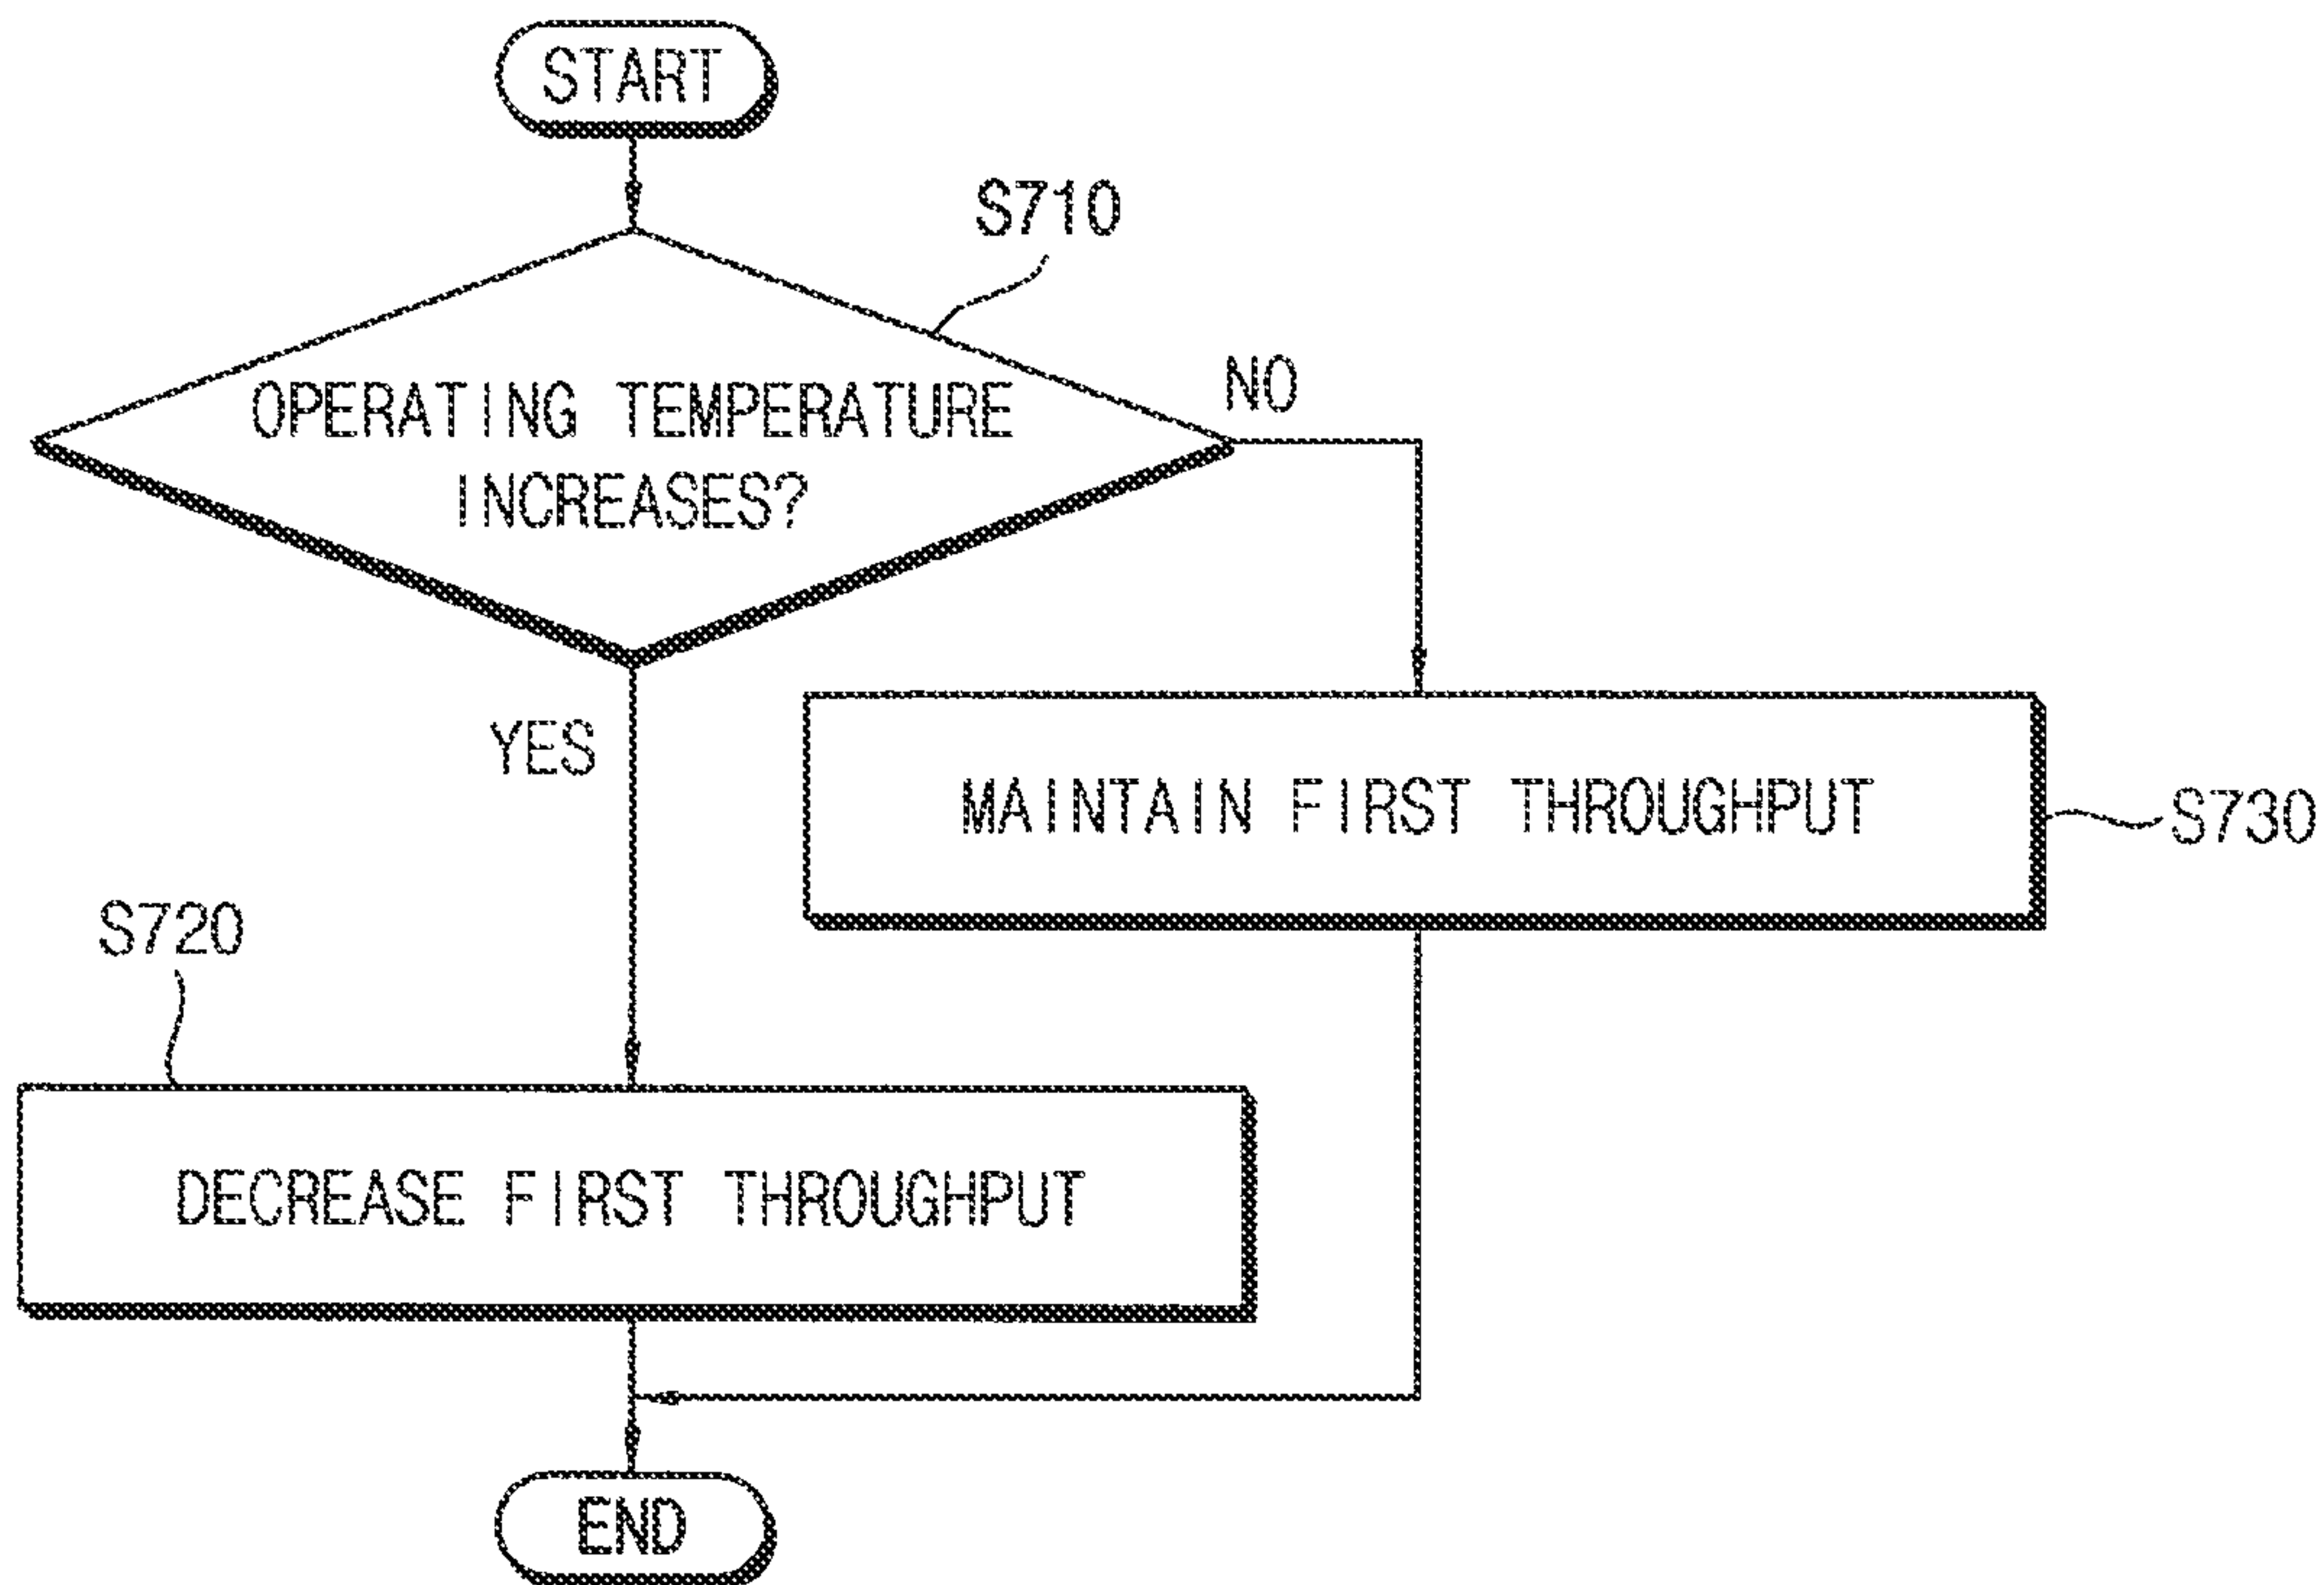 START
S710
NO
OPERATING TEMPERATURE
INCREASES?
YES
MAINTAIN FIRST THROUGHPUT
S730
S720
DECREASE FIRST THROUGHPUT
END